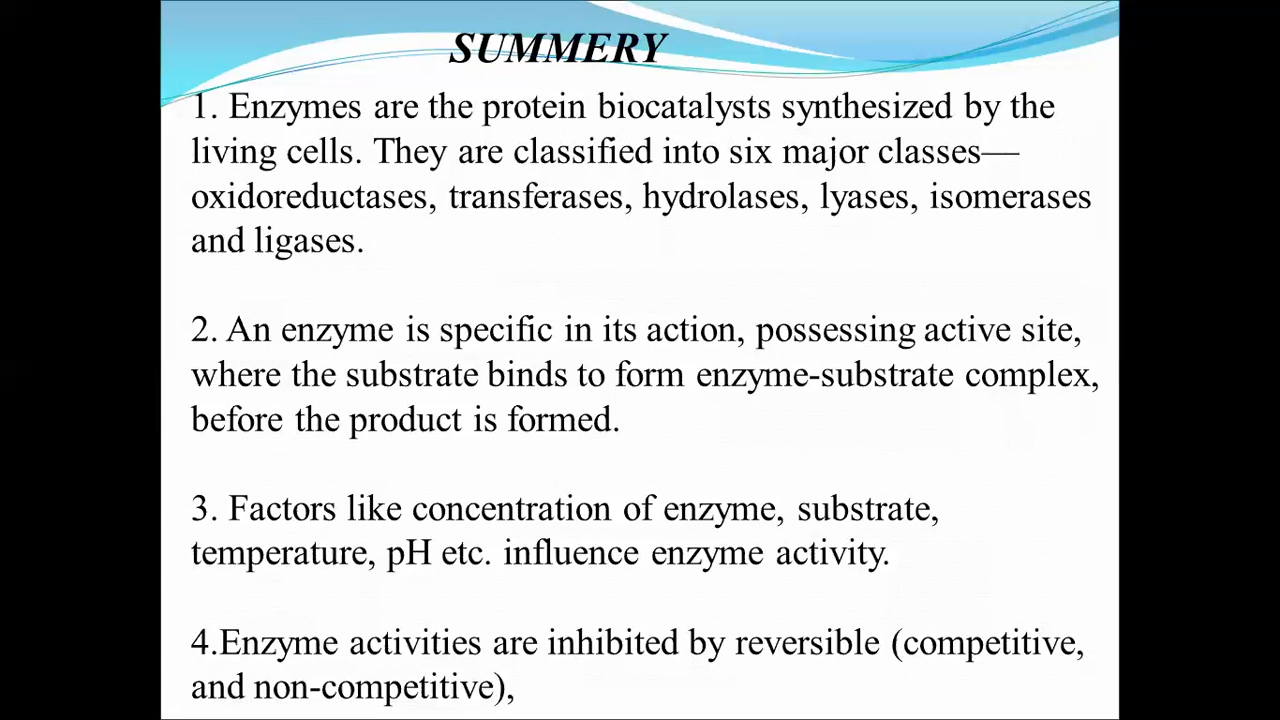 SUMMERY
1. Enzymes are the protein biocatalysts synthesized by the
living cells. They are classified into six major classes—
oxidoreductases, transferases, hydrolases, lyases, isomerases
and ligases.
2. An enzyme is specific in its action, possessing active site,
where the substrate binds to form enzyme-substrate complex,
before the product is formed.
3. Factors like concentration of enzyme, substrate,
temperature, pH etc. influence enzyme activity.
4.Enzyme activities are inhibited by reversible (competitive,
and non-competitive),